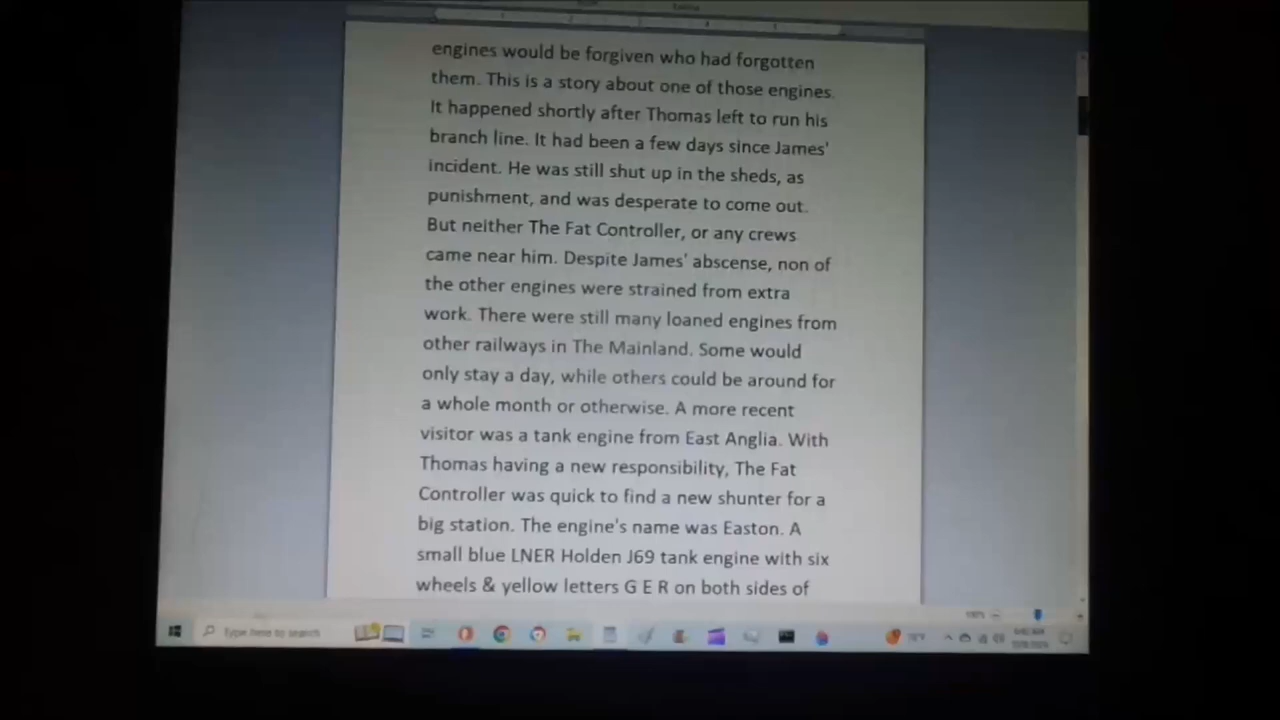 engines would be forgiven who had forgotten
them. This is a story about one of those engines.
It happened shortly after Thomas left to run his
branch line. It had been a few days since James'
incident. He was still shut up in the sheds, as
punishment, and was desperate to come out.
But neither The Fat Controller, or any crews
came near him. Despite James' abscense, non of
the other engines were strained from extra
work. There were still many loaned engines from
other railways in The Mainland. Some would
only stay a day, while others could be around for
a whole month or otherwise. A more recent
visitor was a tank engine from East Anglia. With
Thomas having a new responsibility, The Fat
Controller was quick to find a new shunter for a
big station. The engine's name was Easton. A
small blue LNER Holden J69 tank engine with six
wheels & yellow letters G E R on both sides of
100%
Type here to search